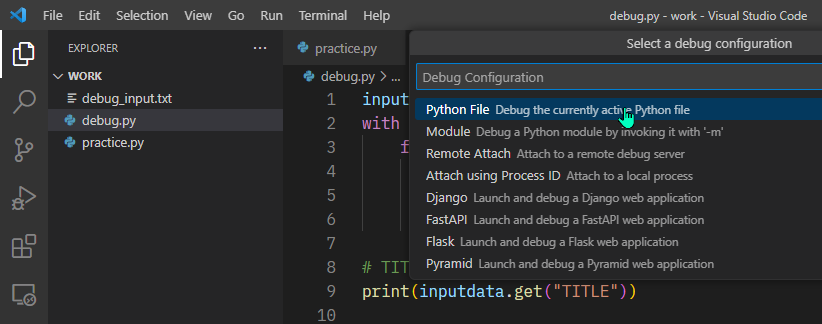 File Edit Selection View Go Run Terminal Help debug.py - work - Visual Studio Code
EXPLORER ...
WORK
debug_input.txt
debug.py
practice.py
practice.py
debug.py > ...
1 input
2 with
3 f
4
5
6
7
8 # TIT
9 print(inputdata.get("TITLE"))
10
Select a debug configuration
Debug Configuration
Python File Debug the currently active Python file
Module Debug a Python module by invoking it with '-m'
Remote Attach Attach to a remote debug server
Attach using Process ID Attach to a local process
Django Launch and debug a Django web application
FastAPI Launch and debug a FastAPI web application
Flask Launch and debug a Flask web application
Pyramid Launch and debug a Pyramid web application